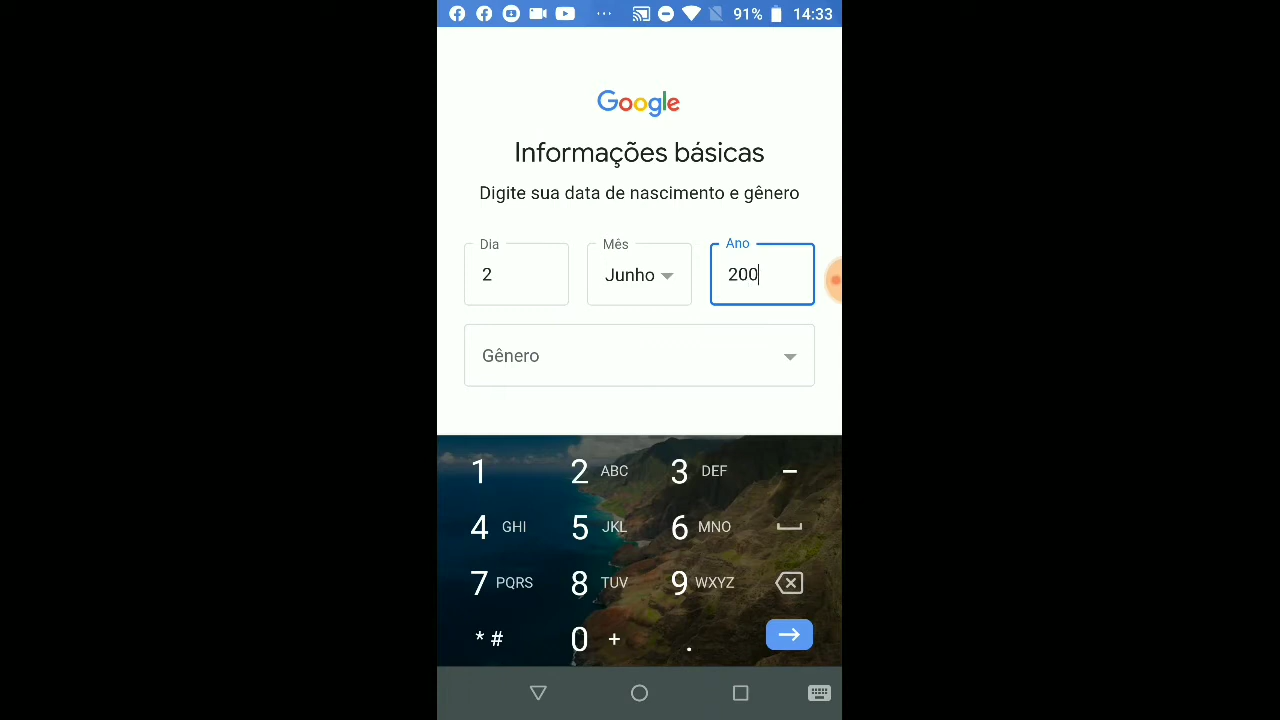 91% 14:33
Google
Informações básicas
Digite sua data de nascimento e gênero
Dia Mês Ano
2 Junho 200
Gênero
1 2 ABC 3 DEF –
4 GHI 5 JKL 6 MNO
7 PQRS 8 TUV 9 WXYZ
* # 0 + .